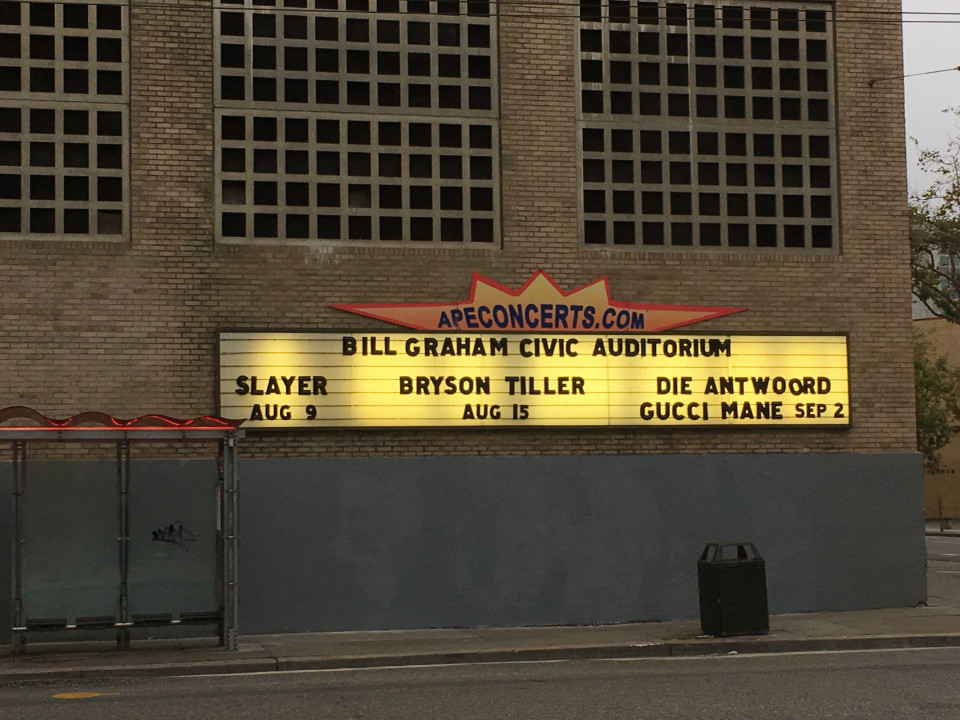 APECONCERTS.COM
BILL GRAHAM CIVIC AUDITORIUM
SLAYER BRYSON TILLER DIE ANTWOORD
AUG 9 AUG 15 GUCCI MANE SEP 2